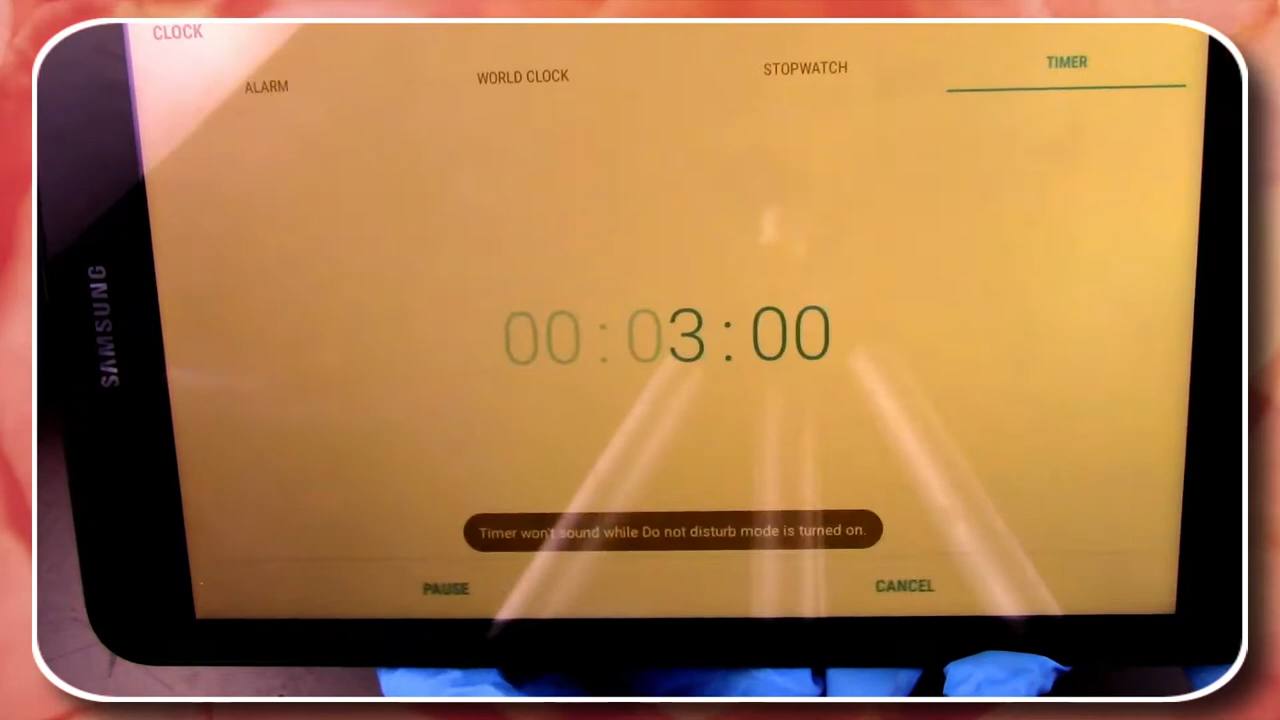 CLOCK
ALARM
WORLD CLOCK
STOPWATCH
TIMER
SAMSUNG
00:03:00
Timer won't sound while Do not disturb mode is turned on.
PAUSE
CANCEL